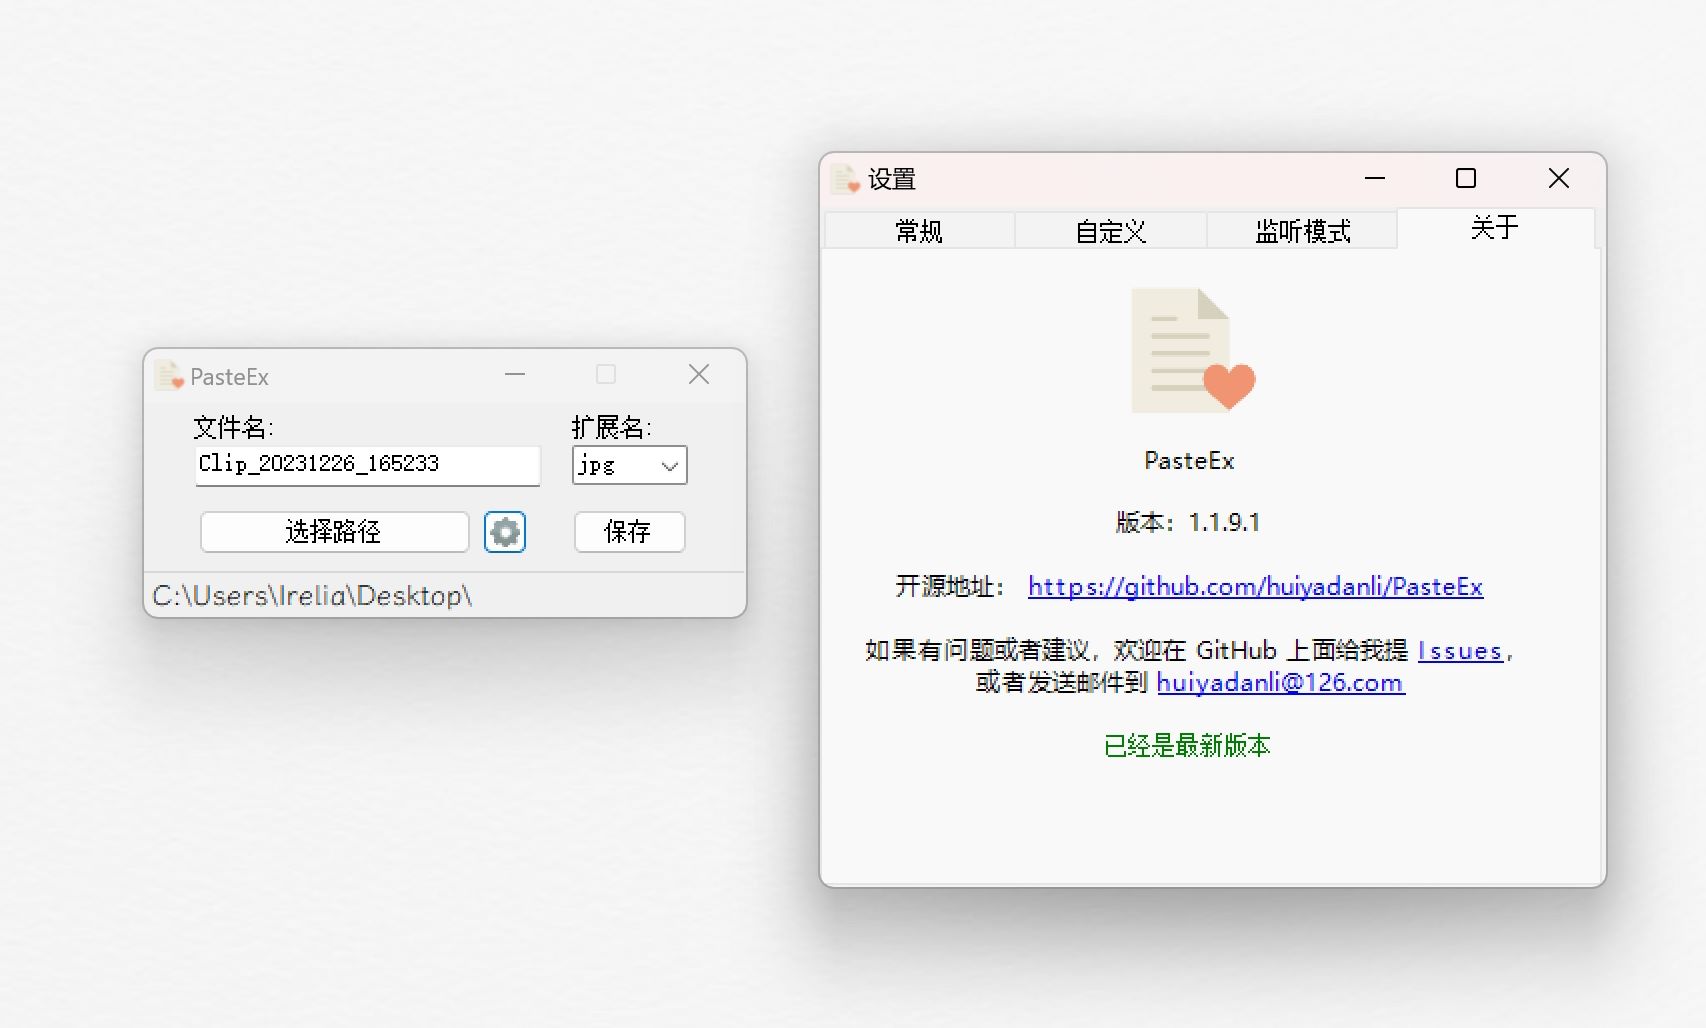 PasteEx
文件名:
扩展名:
Clip_20231226_165233
jpg
选择路径
保存
C:\Users\Irelia\Desktop\
设置
常规
自定义
监听模式
关于
PasteEx
版本：1.1.9.1
开源地址： https://github.com/huiyadanli/PasteEx
如果有问题或者建议，欢迎在 GitHub 上面给我提 Issues，
或者发送邮件到 huiyadanli@126.com
已经是最新版本